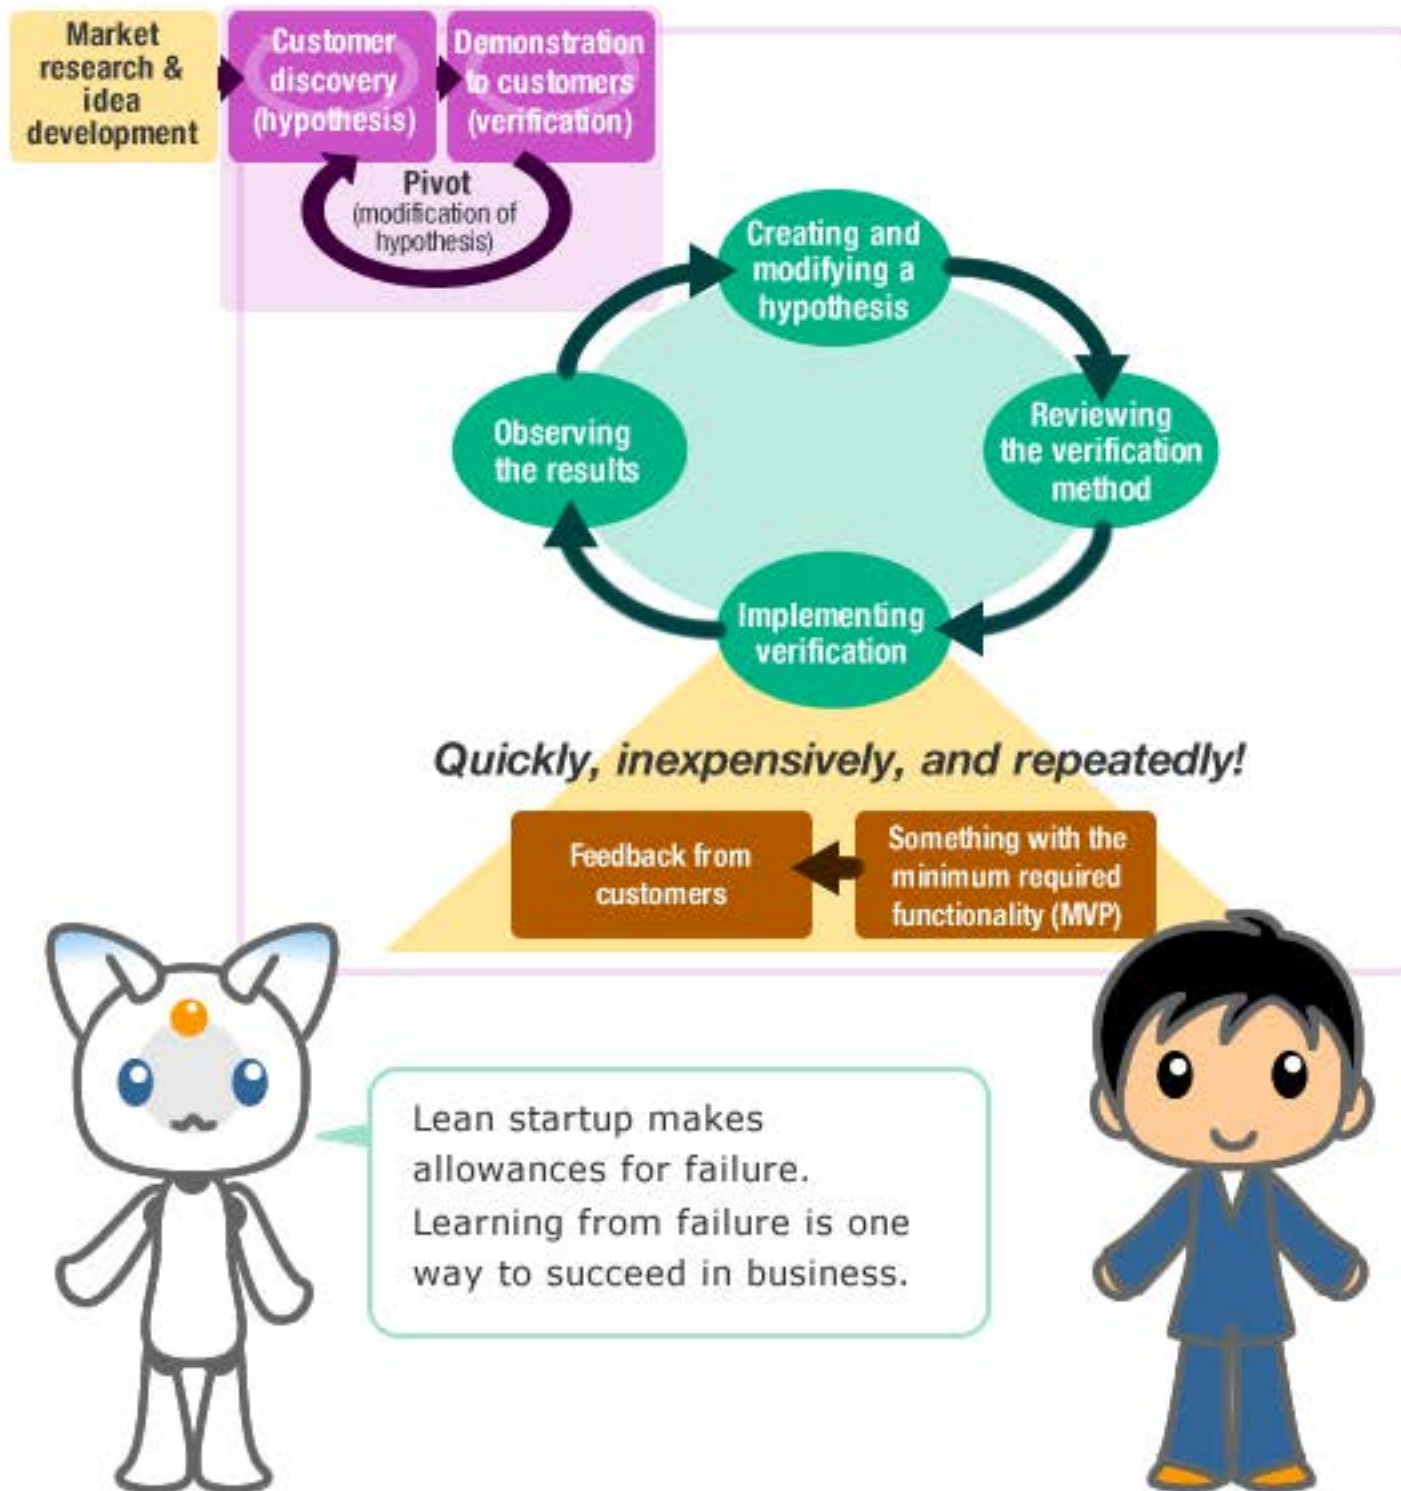 Market
research &
idea
development
Customer
discovery
(hypothesis)
Demonstration
to customers
(verification)
Pivot
(modification of
hypothesis)
Creating and
modifying a
hypothesis
Reviewing
the verification
method
Implementing
verification
Observing
the results
Quickly, inexpensively, and repeatedly!
Feedback from
customers
Something with the
minimum required
functionality (MVP)
Lean startup makes
allowances for failure.
Learning from failure is one
way to succeed in business.